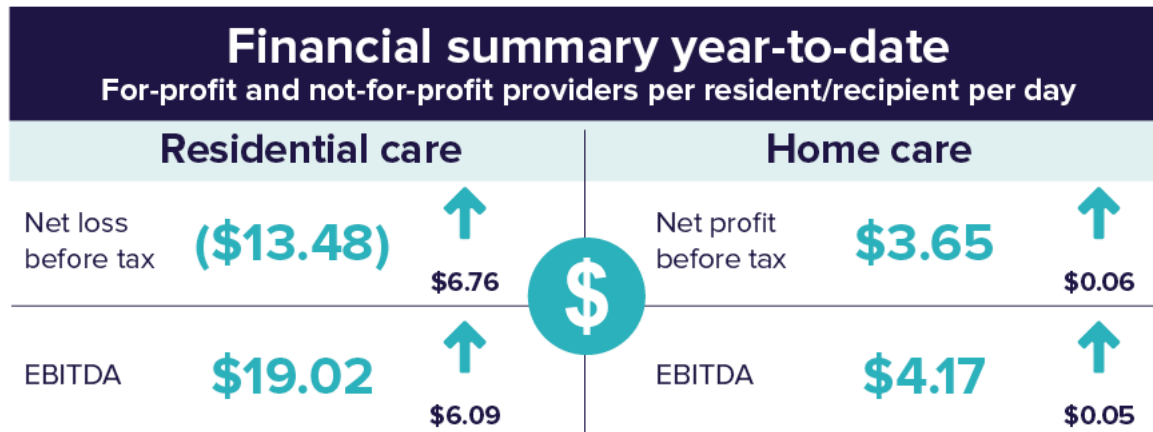 Financial summary year-to-date
For-profit and not-for-profit providers per resident/recipient per day
Residential care
Home care
Net loss
before tax
($13.48)
$6.76
Net profit
before tax
$3.65
$0.06
$
EBITDA
$19.02
$6.09
EBITDA
$4.17
$0.05